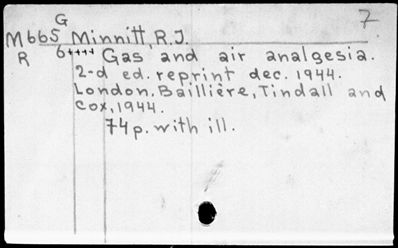 G 7
M665 Minnitt, R.J.
R 6++++ Gas and air analgesia.
2-d ed. reprint dec. 1944.
London, Baillière, Tindall and
Cox, 1944.
74p. with ill.